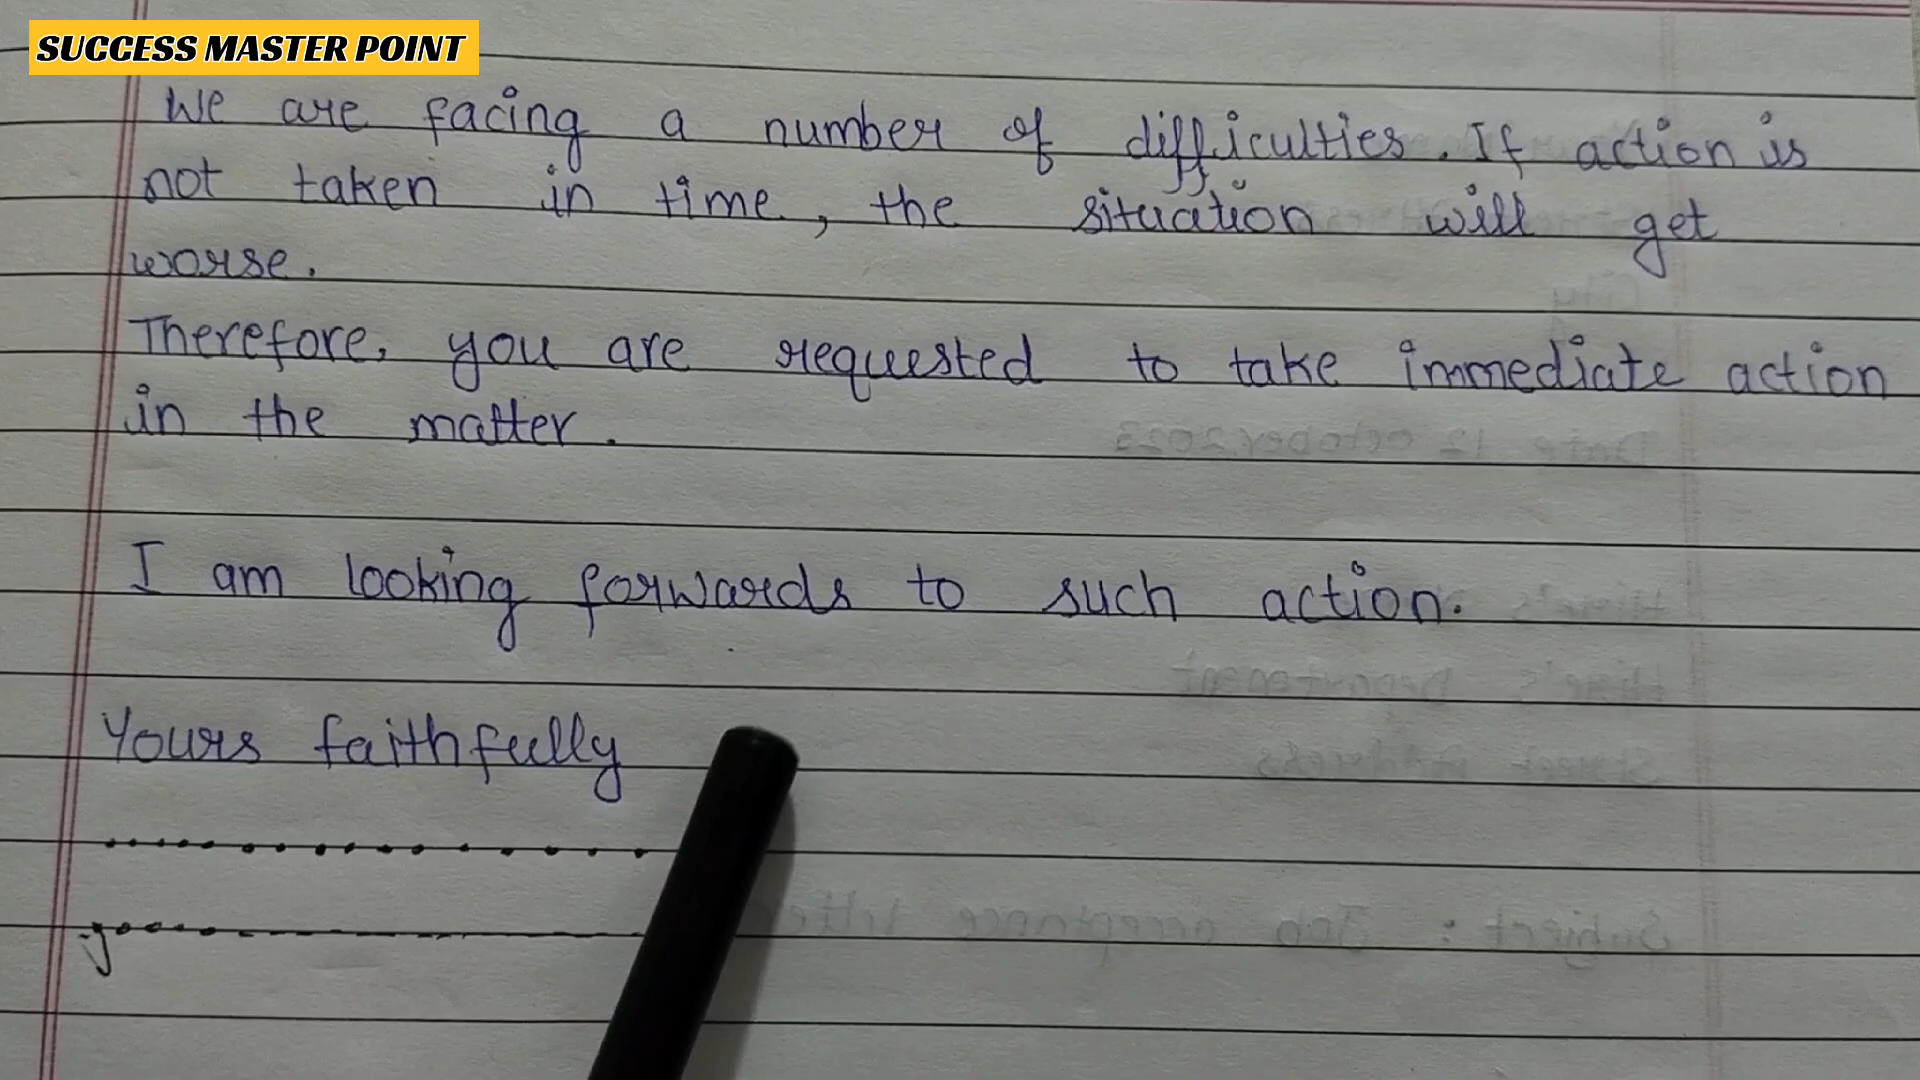 SUCCESS MASTER POINT
We are facing a number of difficulties. If action is
not taken in time, the situation will get
worse.
Therefore, you are requested to take immediate action
in the matter.
I am looking forwards to such action.
Yours faithfully